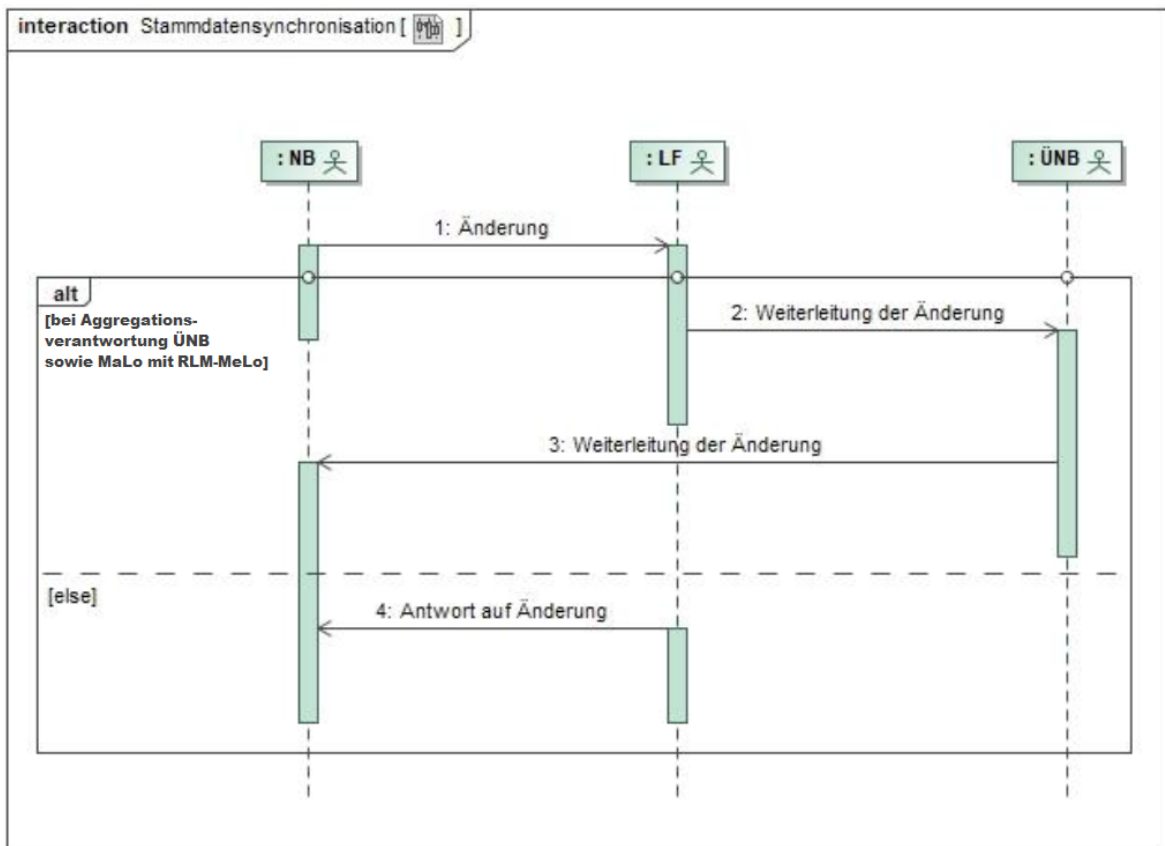 interaction Stammdatensynchronisation [ ]
: NB
: LF
: ÜNB
1: Änderung
alt
[bei Aggregations-
verantwortung ÜNB
sowie MaLo mit RLM-MeLo]
2: Weiterleitung der Änderung
3: Weiterleitung der Änderung
[else]
4: Antwort auf Änderung